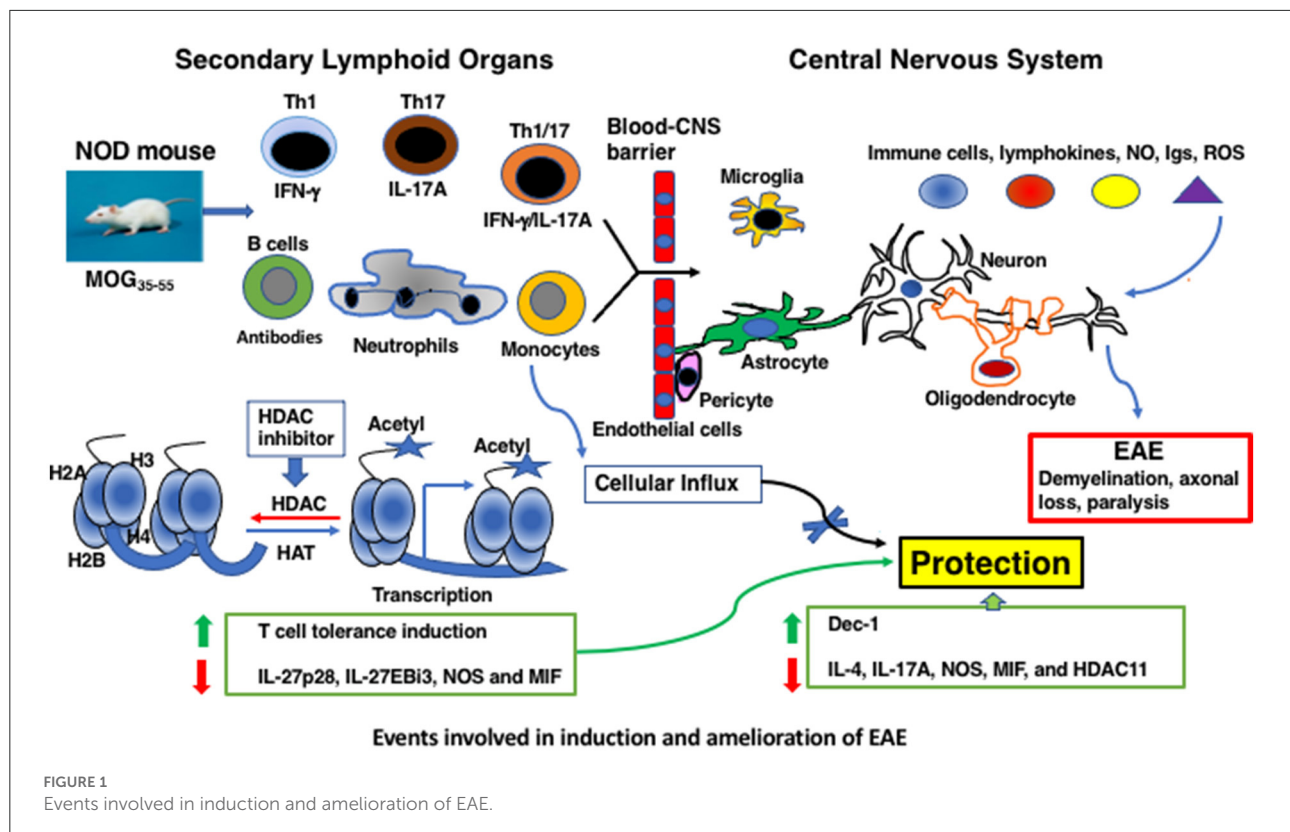 Secondary Lymphoid Organs
Central Nervous System
NOD mouse
MOG35-55
Th1
IFN-γ
Th17
IL-17A
Th1/17
IFN-γ/IL-17A
B cells
Antibodies
Neutrophils
Monocytes
Blood-CNS
barrier
Microglia
Immune cells, lymphokines, NO, Igs, ROS
Neuron
Astrocyte
Pericyte
Endothelial cells
Oligodendrocyte
EAE
Demyelination, axonal
loss, paralysis
HDAC
inhibitor
H2A
H3
H4
H2B
HDAC
HAT
Acetyl
Acetyl
Transcription
Cellular Influx
Protection
T cell tolerance induction
IL-27p28, IL-27EBi3, NOS and MIF
Dec-1
IL-4, IL-17A, NOS, MIF, and HDAC11
Events involved in induction and amelioration of EAE
FIGURE 1
Events involved in induction and amelioration of EAE.